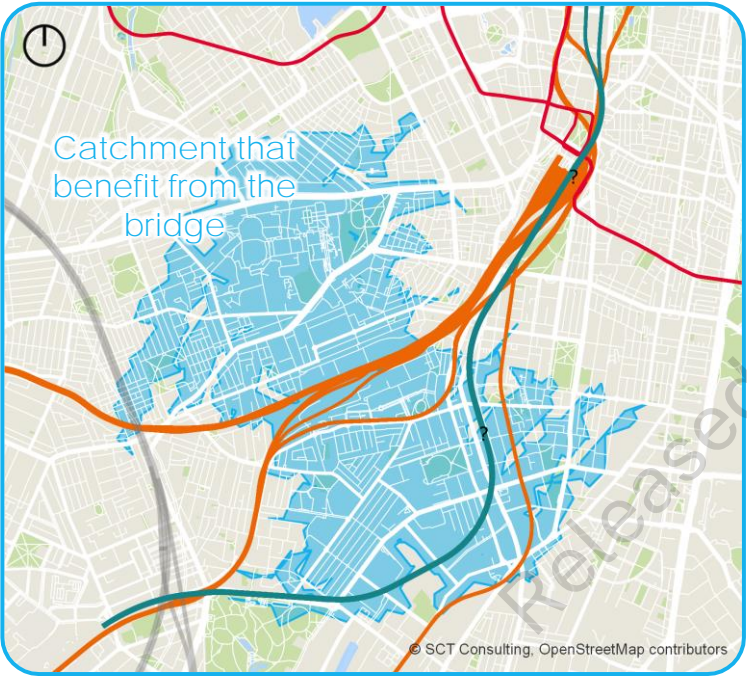 Catchment that
benefit from the
bridge
?
?
Released
© SCT Consulting, OpenStreetMap contributors